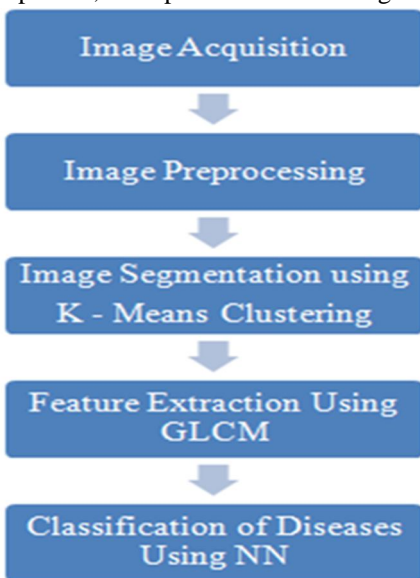 Image Acquisition
Image Preprocessing
Image Segmentation using
K - Means Clustering
Feature Extraction Using
GLCM
Classification of Diseases
Using NN